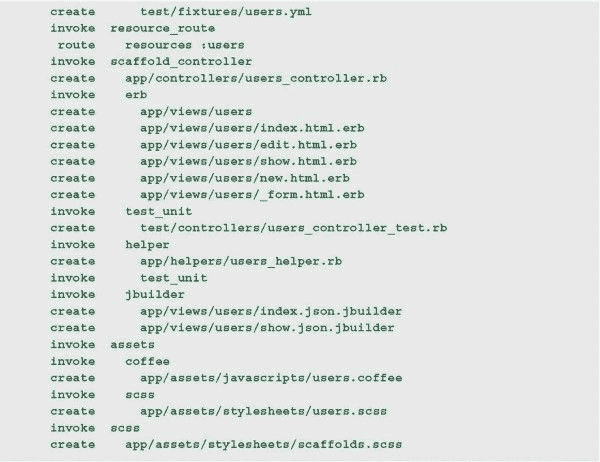 create      test/fixtures/users.yml
invoke  resource_route
 route    resources :users
invoke  scaffold_controller
create    app/controllers/users_controller.rb
invoke    erb
create      app/views/users
create      app/views/users/index.html.erb
create      app/views/users/edit.html.erb
create      app/views/users/show.html.erb
create      app/views/users/new.html.erb
create      app/views/users/_form.html.erb
invoke    test_unit
create      test/controllers/users_controller_test.rb
invoke    helper
create      app/helpers/users_helper.rb
invoke      test_unit
invoke    jbuilder
create      app/views/users/index.json.jbuilder
create      app/views/users/show.json.jbuilder
invoke  assets
invoke    coffee
create      app/assets/javascripts/users.coffee
invoke    scss
create      app/assets/stylesheets/users.scss
invoke  scss
create    app/assets/stylesheets/scaffolds.scss